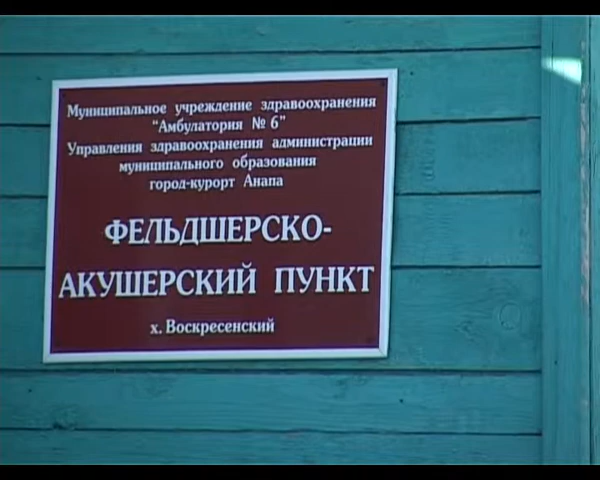 Муниципальное учреждение здравоохранения
"Амбулатория № 6"
Управления здравоохранения администрации
муниципального образования
город-курорт Анапа
ФЕЛЬДШЕРСКО-
АКУШЕРСКИЙ ПУНКТ
х. Воскресенский